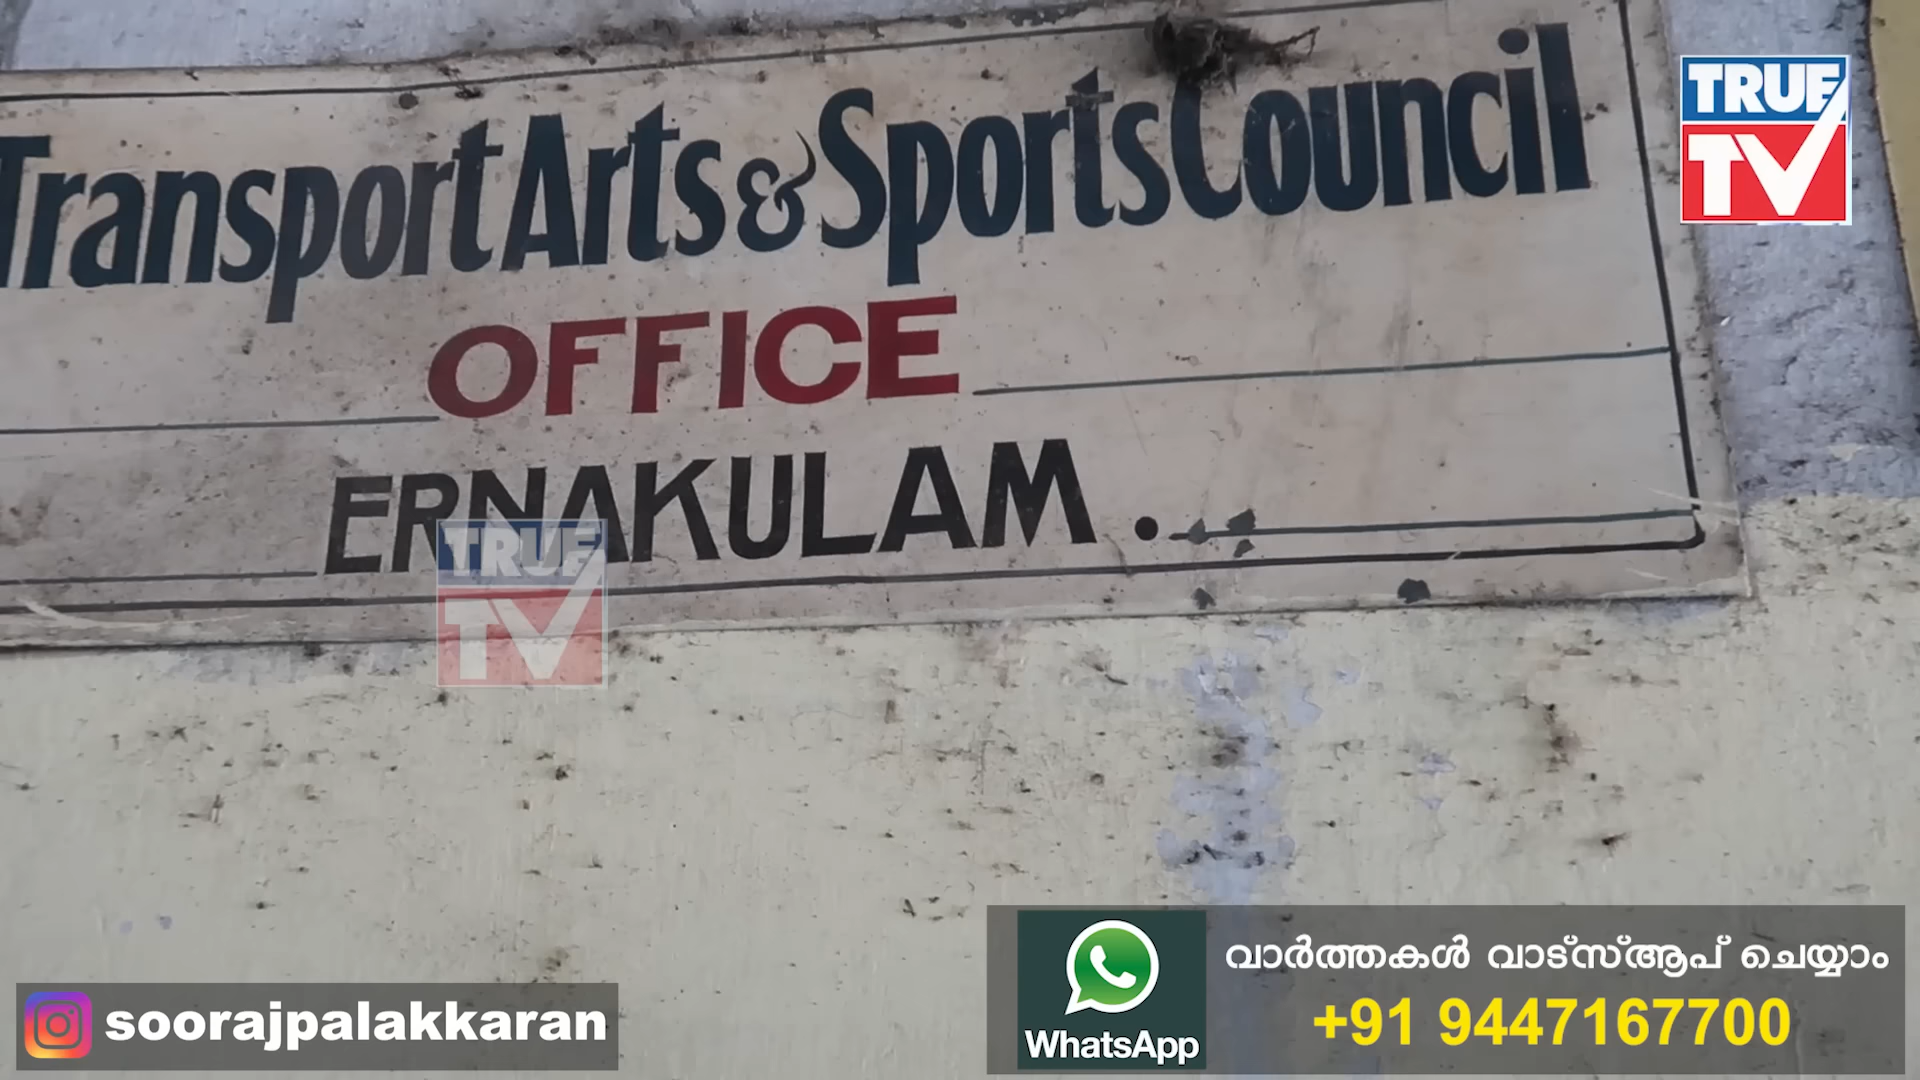 Transport Arts & Sports Council
OFFICE
ERNAKULAM.
TRUE
TV
TRUE
TV
soorajpalakkaran
WhatsApp
വാർത്തകൾ വാട്സ്ആപ് ചെയ്യാം
+91 9447167700